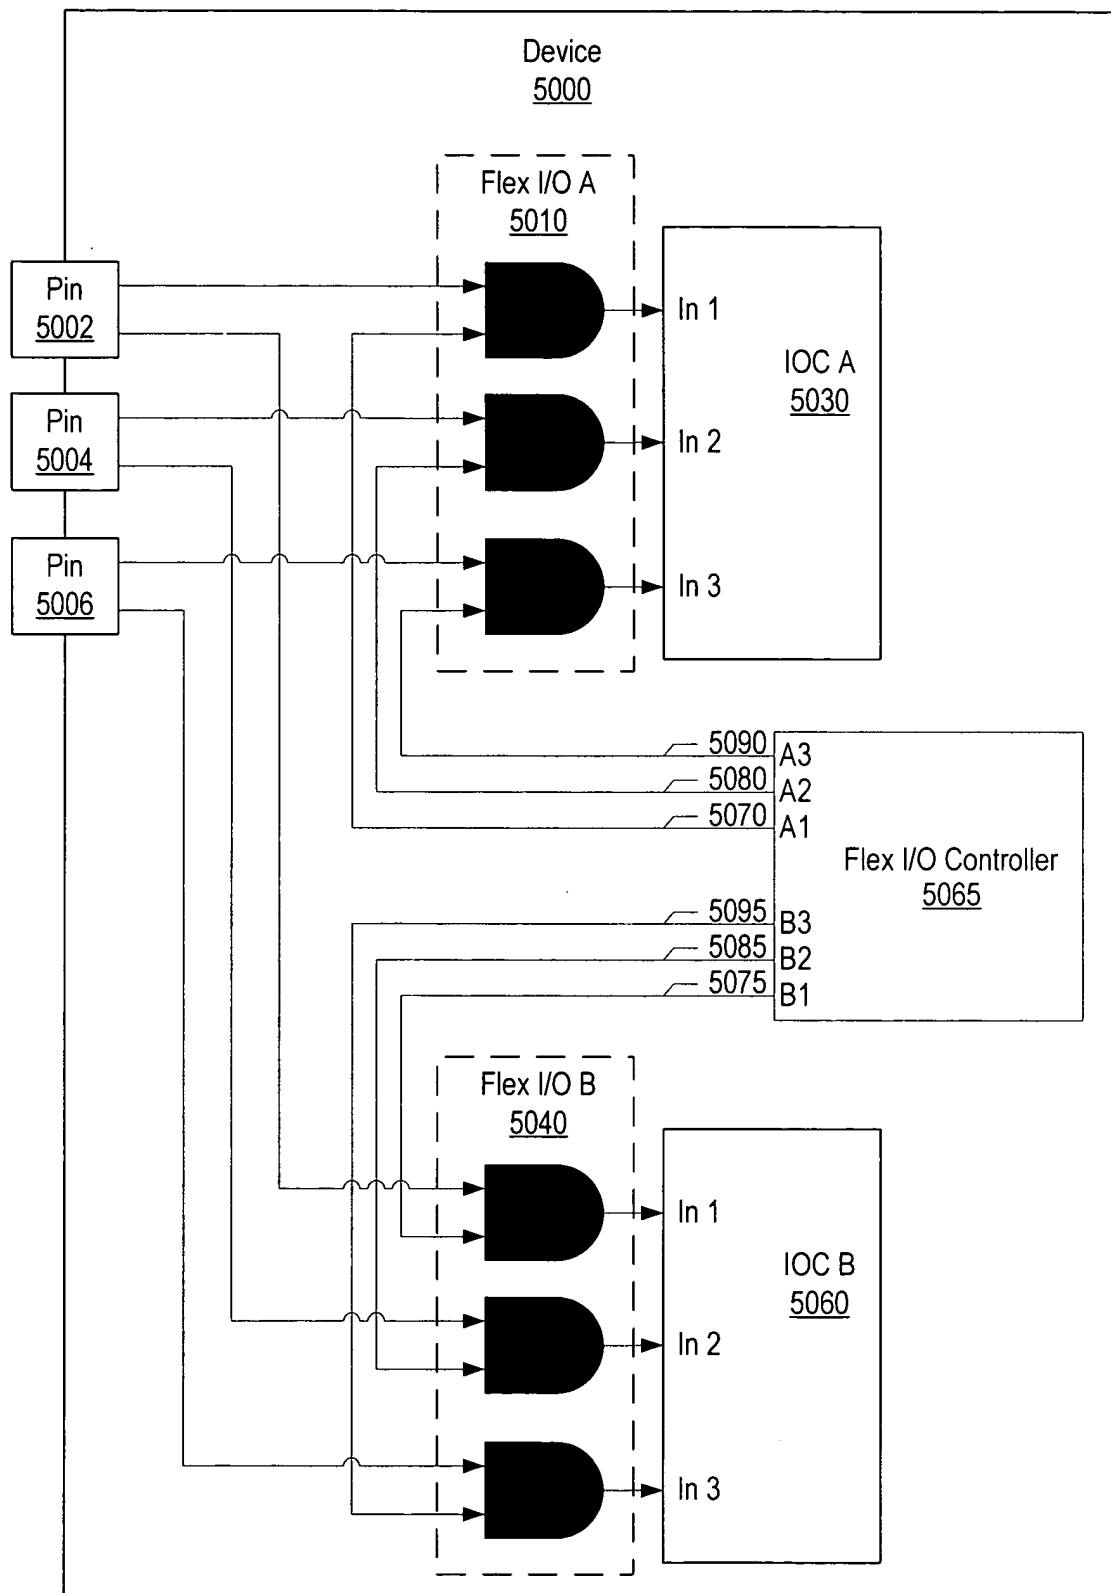 Device
5000
Flex I/O A
5010
Pin
5002
In 1
IOC A
5030
Pin
5004
In 2
Pin
5006
In 3
5090
A3
5080
A2
5070
A1
Flex I/O Controller
5065
5095
B3
5085
B2
5075
B1
Flex I/O B
5040
In 1
IOC B
5060
In 2
In 3